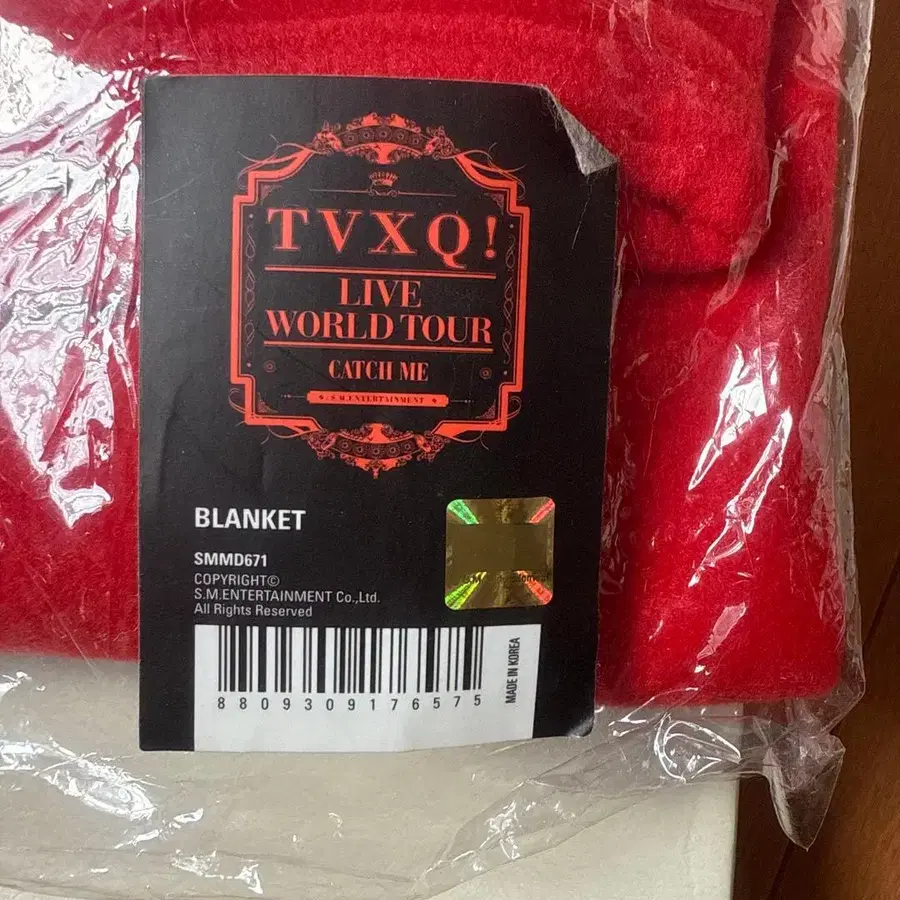 TVXQ!
LIVE
WORLD TOUR
CATCH ME
S.M.ENTERTAINMENT
BLANKET
SMMD671
COPYRIGHT©
S.M.ENTERTAINMENT Co.,Ltd.
All Rights Reserved
8809309176575
MADE IN KOREA